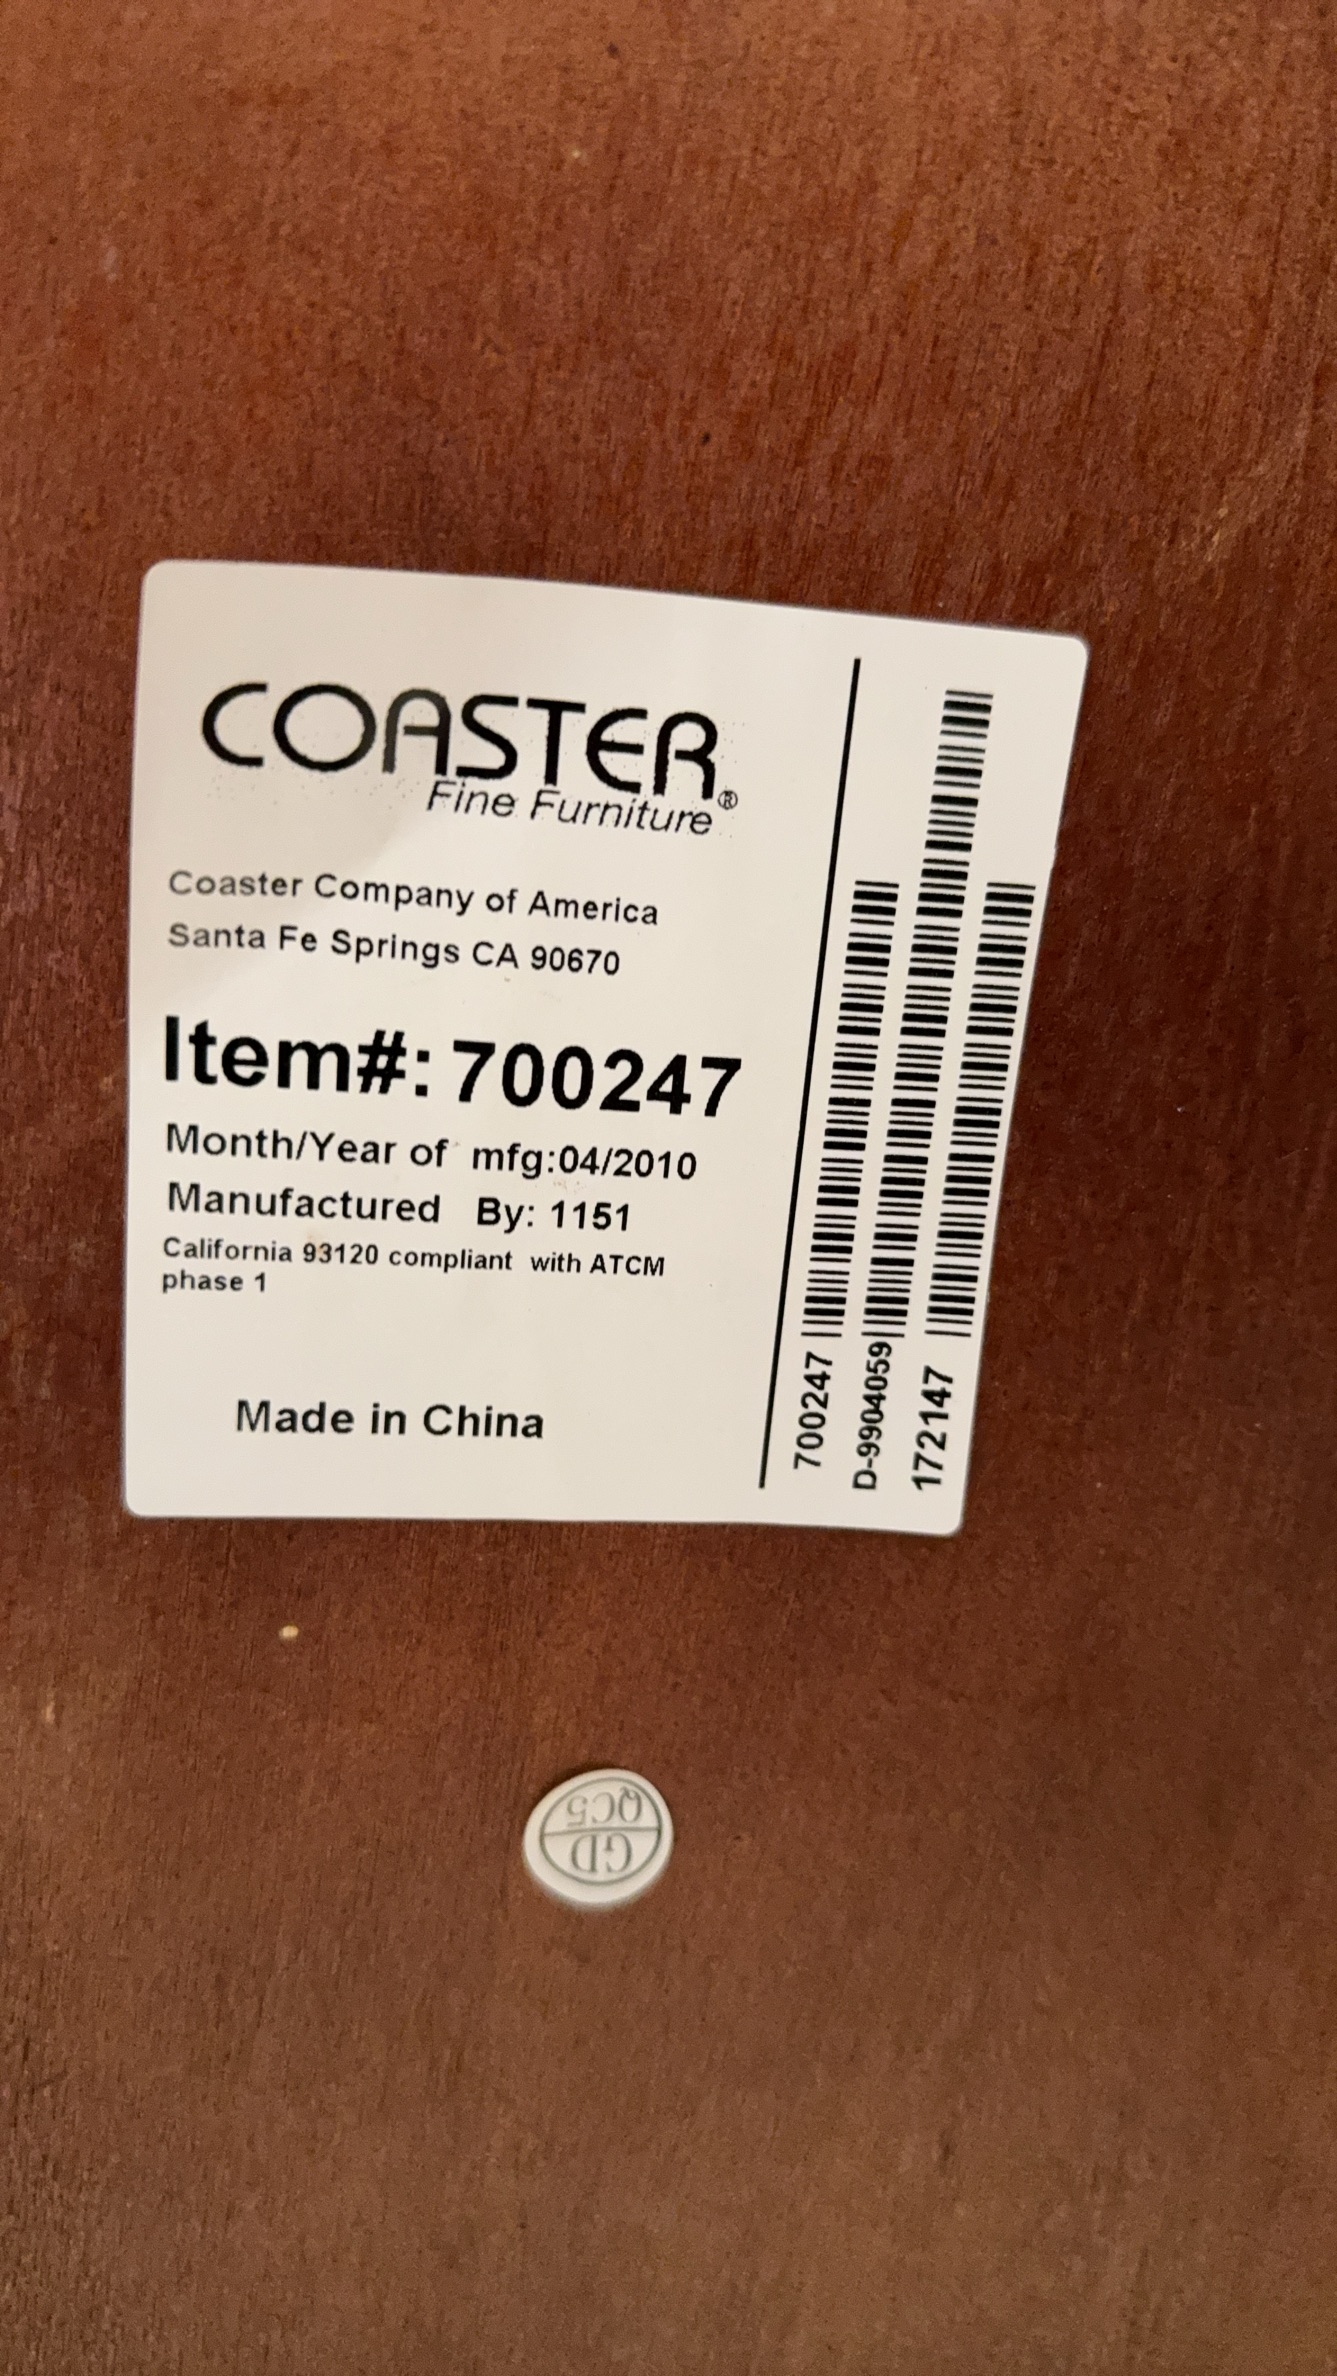 COASTER®
Fine Furniture
Coaster Company of America
Santa Fe Springs CA 90670
Item#: 700247
Month/Year of mfg:04/2010
Manufactured By: 1151
California 93120 compliant with ATCM
phase 1
Made in China
700247
D-9904059
172147
GD
QC5